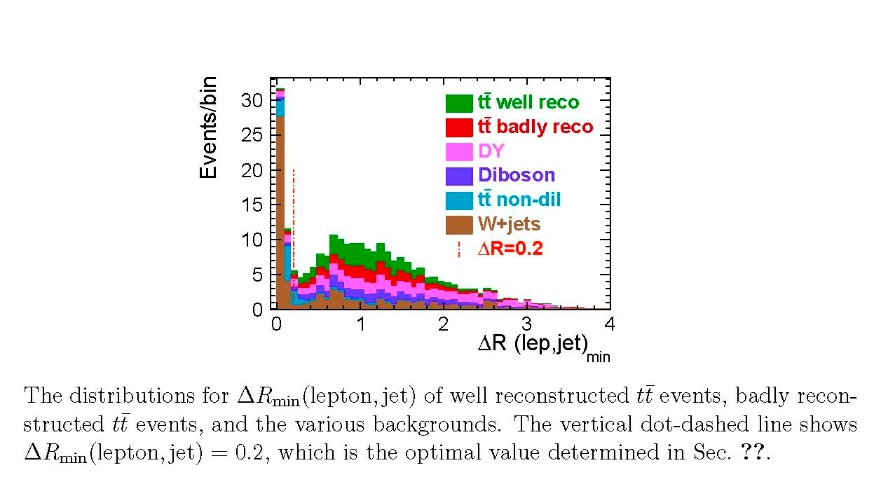 Events/bin
30
25
20
15
10
5
0
tt̄ well reco
tt̄ badly reco
DY
Diboson
tt̄ non-dil
W+jets
ΔR=0.2
0 1 2 3 4
ΔR (lep,jet)min
The distributions for ΔRmin(lepton, jet) of well reconstructed tt̄ events, badly recon-
structed tt̄ events, and the various backgrounds. The vertical dot-dashed line shows
ΔRmin(lepton, jet) = 0.2, which is the optimal value determined in Sec. ??.